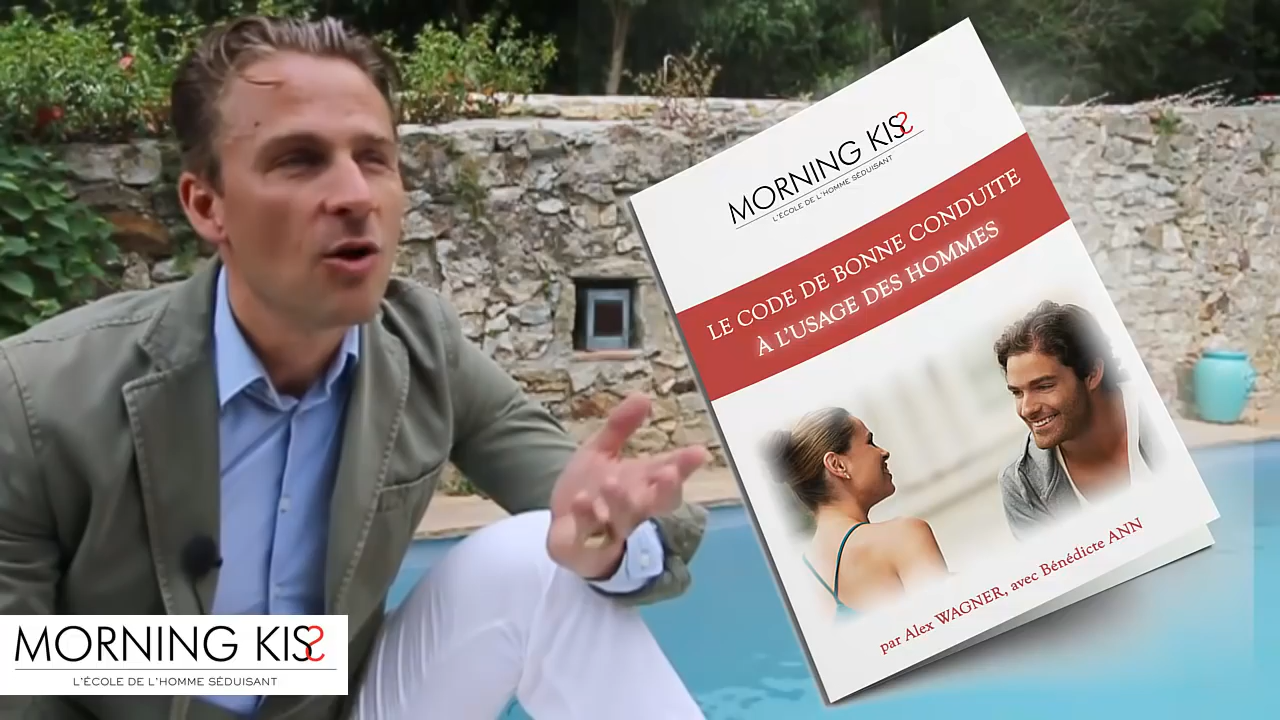 MORNING KISS
L'ÉCOLE DE L'HOMME SÉDUISANT
LE CODE DE BONNE CONDUITE
À L'USAGE DES HOMMES
par Alex WAGNER, avec Bénédicte ANN
MORNING KISS
L'ÉCOLE DE L'HOMME SÉDUISANT